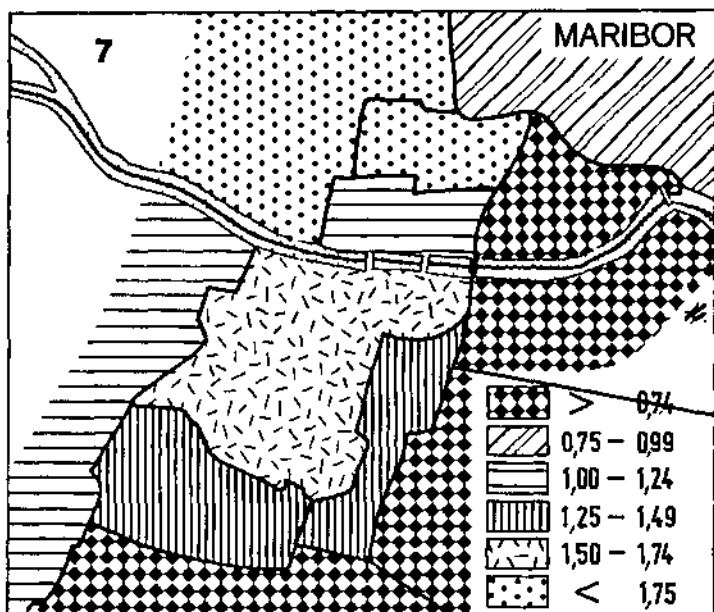 7
MARIBOR
> 0,74
0,75 – 0,99
1,00 – 1,24
1,25 – 1,49
1,50 – 1,74
< 1,75